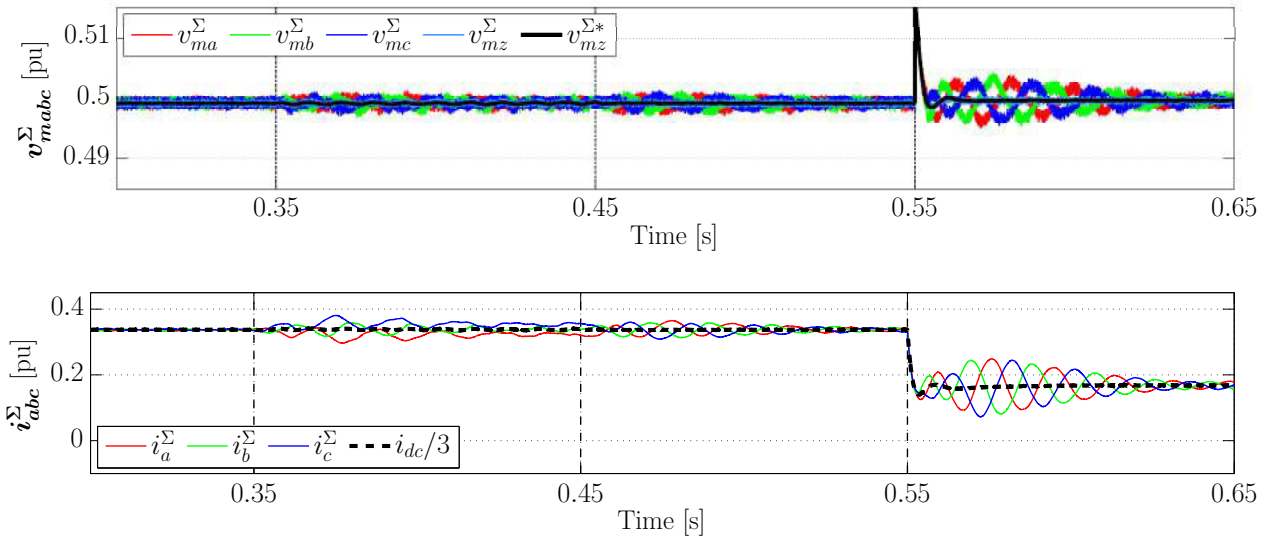 0.51
0.5
0.49
v^Σ_mabc [pu]
v^Σ_ma v^Σ_mb v^Σ_mc v^Σ_mz v^Σ*_mz
0.35 0.45 0.55 0.65
Time [s]
0.4
0.2
0
i^Σ_abc [pu]
i^Σ_a i^Σ_b i^Σ_c i_dc/3
0.35 0.45 0.55 0.65
Time [s]